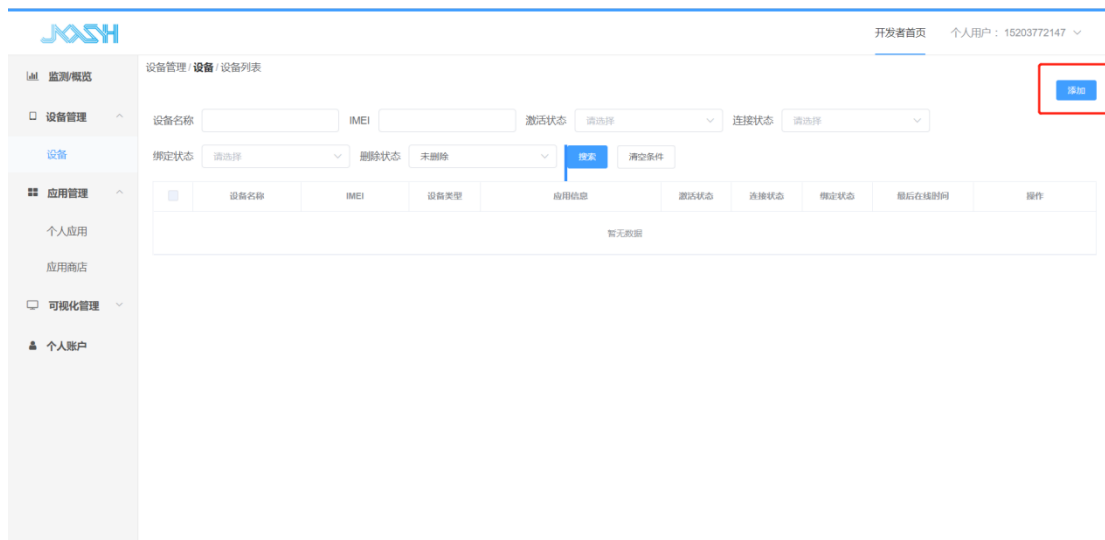 JXXSH
开发者首页 个人用户： 15203772147
监测/概览
设备管理
设备
应用管理
个人应用
应用商店
可视化管理
个人账户
设备管理 / 设备 / 设备列表
添加
设备名称 IMEI 激活状态 请选择 连接状态 请选择
绑定状态 请选择 删除状态 未删除 搜索 清空条件
设备名称 IMEI 设备类型 应用信息 激活状态 连接状态 绑定状态 最后在线时间 操作
暂无数据